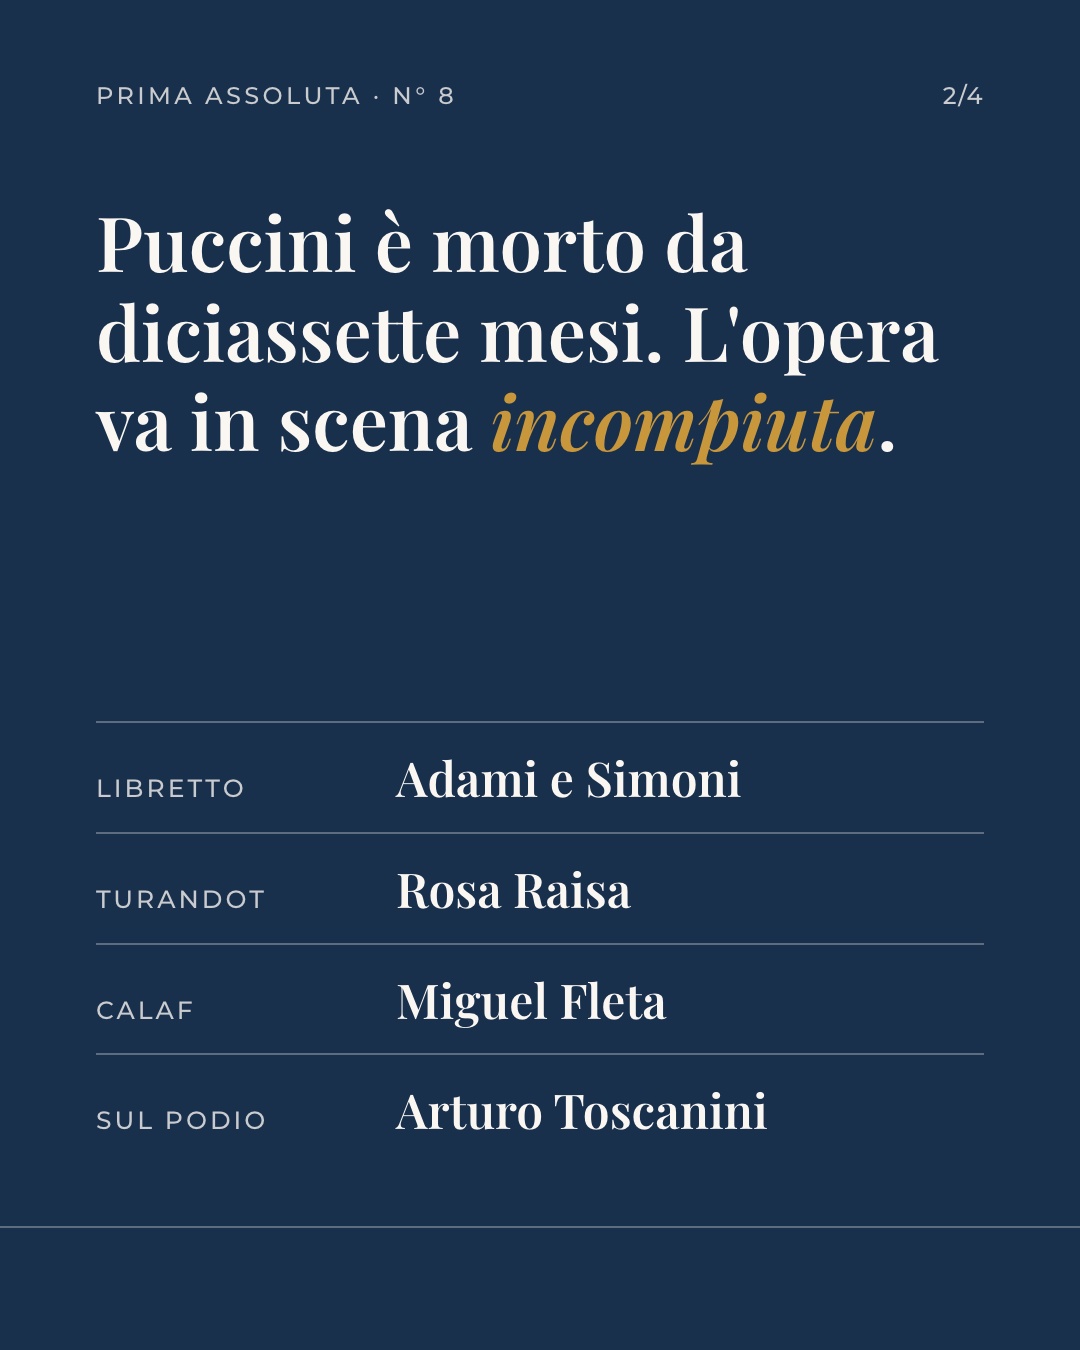 PRIMA ASSOLUTA · N° 8
2/4
Puccini è morto da
diciassette mesi. L'opera
va in scena incompiuta.
LIBRETTO Adami e Simoni
TURANDOT Rosa Raisa
CALAF Miguel Fleta
SUL PODIO Arturo Toscanini